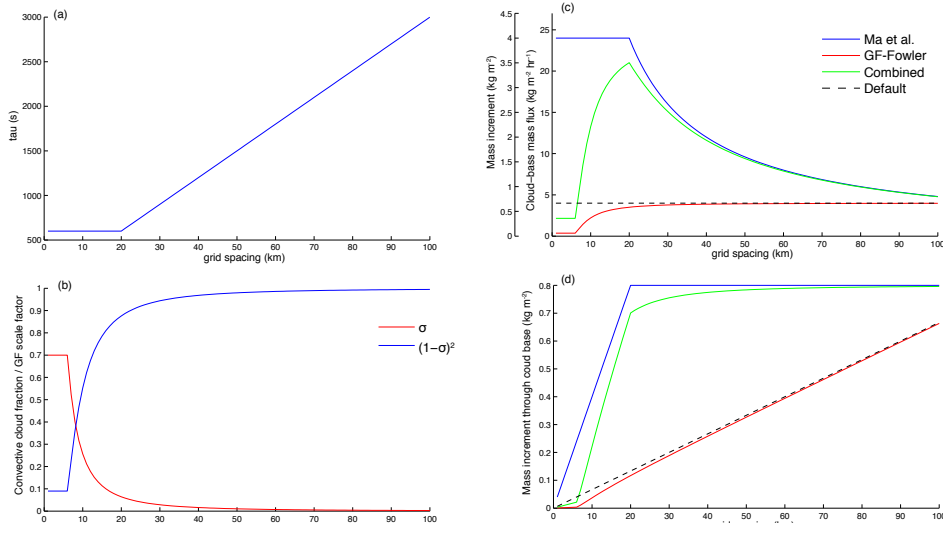 (a)
3000
2500
2000
1500
1000
500
tau (s)
0 10 20 30 40 50 60 70 80 90 100
grid spacing (km)
(b)
1
0.9
0.8
0.7
0.6
0.5
0.4
0.3
0.2
0.1
0
Convective cloud fraction / GF scale factor
σ
(1−σ)²
0 10 20 30 40 50 60 70 80 90 100
(c)
4.5
4
3.5
3
2.5
2
1.5
1
0.5
0
Mass increment (kg m⁻²)
25
20
15
10
5
0
Cloud−bass mass flux (kg m⁻² hr⁻¹)
Ma et al.
GF-Fowler
Combined
Default
0 10 20 30 40 50 60 70 80 90 100
grid spacing (km)
(d)
0.8
0.7
0.6
0.5
0.4
0.3
0.2
0.1
0
Mass increment through coud base (kg m⁻²)
0 10 20 30 40 50 60 70 80 90 100